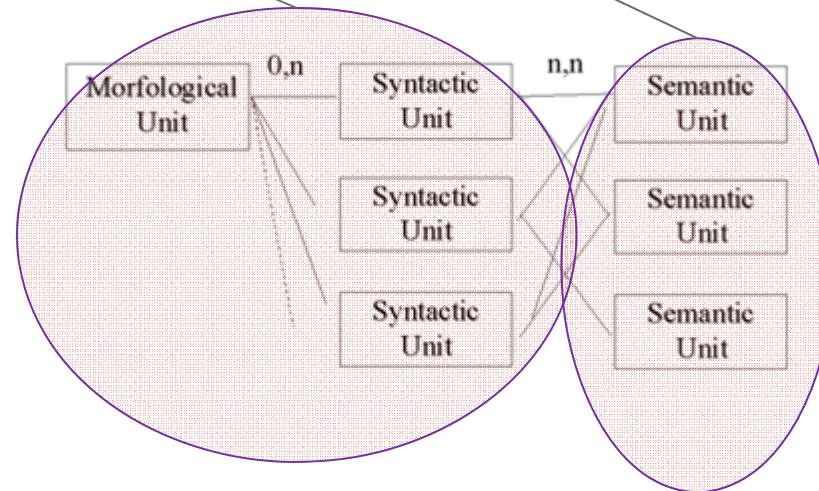 0,n
n,n
Morfological
Unit
Syntactic
Unit
Semantic
Unit
Syntactic
Unit
Semantic
Unit
Syntactic
Unit
Semantic
Unit